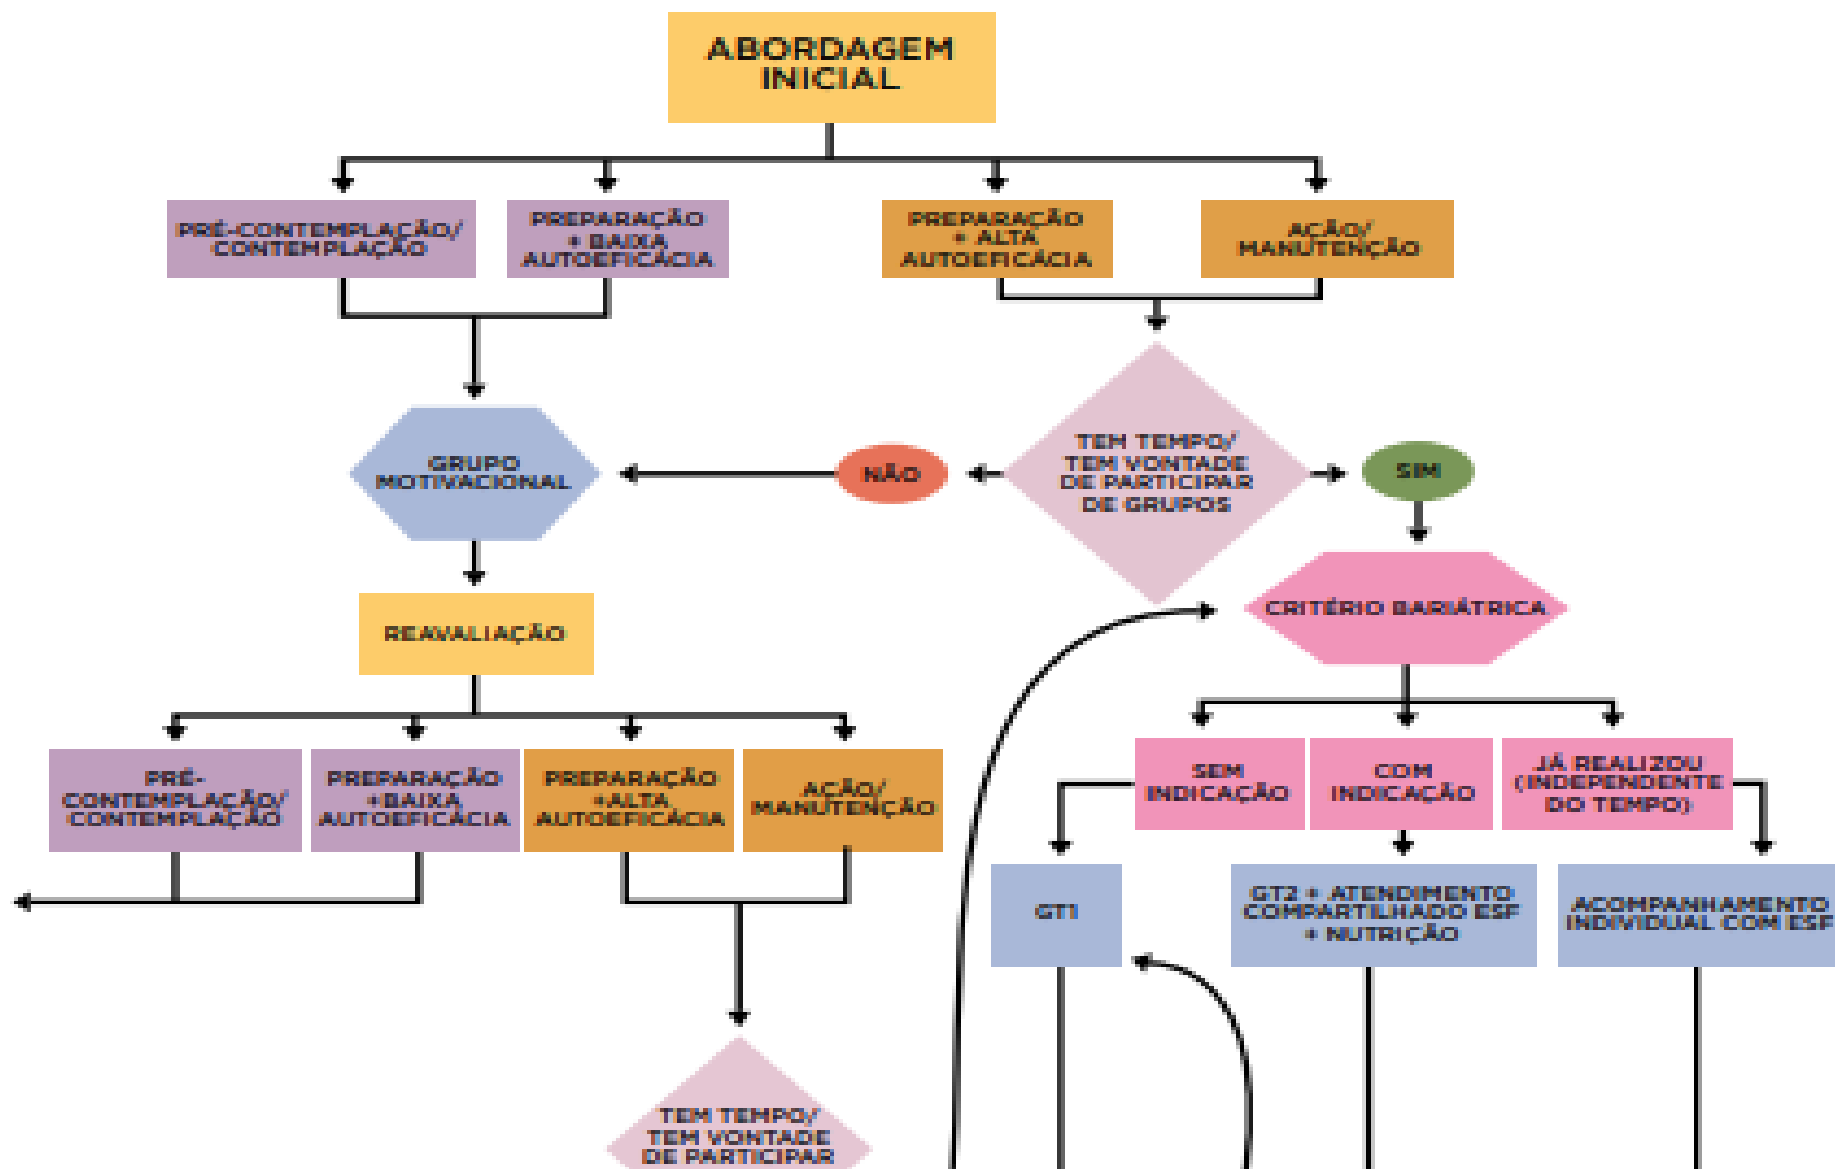 ABORDAGEM
INICIAL
PRÉ-CONTEMPLAÇÃO/
CONTEMPLAÇÃO
PREPARAÇÃO
+ BAIXA
AUTOEFICÁCIA
PREPARAÇÃO
+ ALTA
AUTOEFICÁCIA
AÇÃO/
MANUTENÇÃO
GRUPO
MOTIVACIONAL
NÃO
TEM TEMPO/
TEM VONTADE
DE PARTICIPAR
DE GRUPOS
SIM
CRITÉRIO BARIÁTRICA
REAVALIAÇÃO
PRÉ-
CONTEMPLAÇÃO/
CONTEMPLAÇÃO
PREPARAÇÃO
+BAIXA
AUTOEFICÁCIA
PREPARAÇÃO
+ALTA
AUTOEFICÁCIA
AÇÃO/
MANUTENÇÃO
SEM
INDICAÇÃO
COM
INDICAÇÃO
JÁ REALIZOU
(INDEPENDENTE
DO TEMPO)
GT1
GT2 + ATENDIMENTO
COMPARTILHADO ESF
+ NUTRIÇÃO
ACOMPANHAMENTO
INDIVIDUAL COM ESF
TEM TEMPO/
TEM VONTADE
DE PARTICIPAR